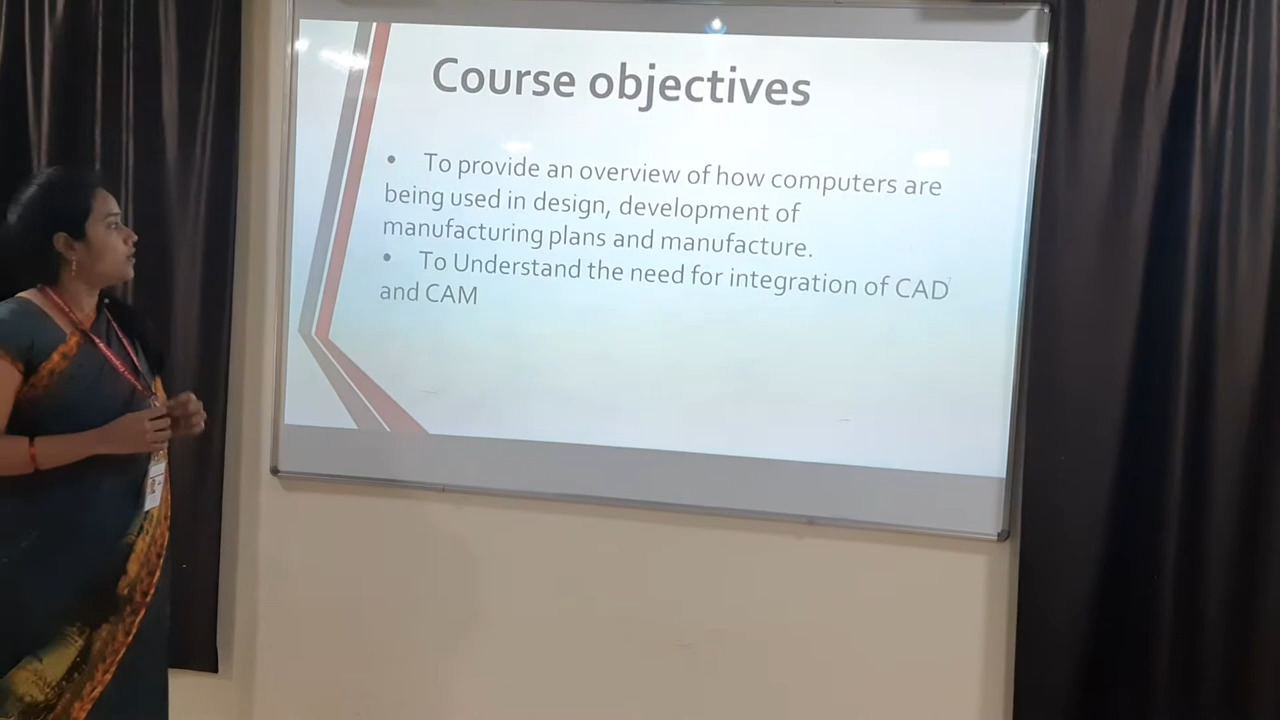 Course objectives
• To provide an overview of how computers are
being used in design, development of
manufacturing plans and manufacture.
• To Understand the need for integration of CAD
and CAM